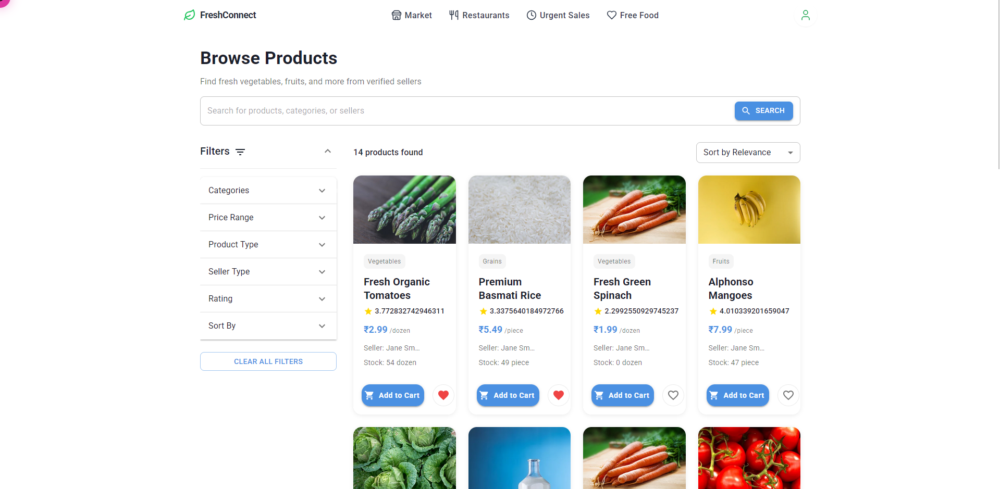 FreshConnect
Market
Restaurants
Urgent Sales
Free Food
Browse Products
Find fresh vegetables, fruits, and more from verified sellers
Search for products, categories, or sellers
SEARCH
Filters
14 products found
Sort by Relevance
Categories
Price Range
Product Type
Seller Type
Rating
Sort By
CLEAR ALL FILTERS
Vegetables
Fresh Organic
Tomatoes
3.772832742946311
₹2.99 /dozen
Seller: Jane Sm...
Stock: 54 dozen
Add to Cart
Grains
Premium
Basmati Rice
3.3375640184972766
₹5.49 /piece
Seller: Jane Sm...
Stock: 49 piece
Add to Cart
Vegetables
Fresh Green
Spinach
2.2992550929745237
₹1.99 /dozen
Seller: Jane Sm...
Stock: 0 dozen
Add to Cart
Fruits
Alphonso
Mangoes
4.010339201659047
₹7.99 /piece
Seller: Jane Sm...
Stock: 47 piece
Add to Cart